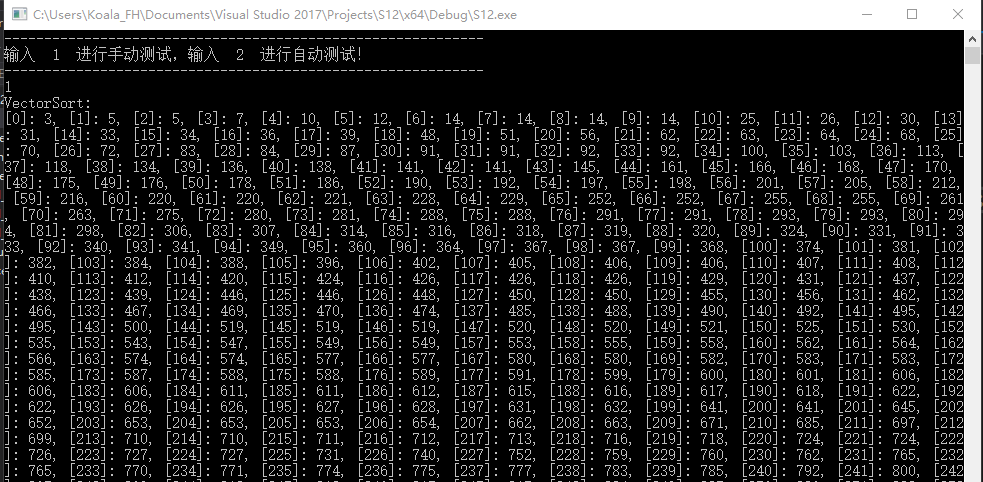 C:\Users\Koala_FH\Documents\Visual Studio 2017\Projects\S12\x64\Debug\S12.exe
------------------------------------------------------------
输入  1  进行手动测试，输入  2  进行自动测试！
------------------------------------------------------------
1
VectorSort:
[0]: 3, [1]: 5, [2]: 5, [3]: 7, [4]: 10, [5]: 12, [6]: 14, [7]: 14, [8]: 14, [9]: 14, [10]: 25, [11]: 26, [12]: 30, [13]
: 31, [14]: 33, [15]: 34, [16]: 36, [17]: 39, [18]: 48, [19]: 51, [20]: 56, [21]: 62, [22]: 63, [23]: 64, [24]: 68, [25]
: 70, [26]: 72, [27]: 83, [28]: 84, [29]: 87, [30]: 91, [31]: 91, [32]: 92, [33]: 92, [34]: 100, [35]: 103, [36]: 113, [
37]: 118, [38]: 134, [39]: 136, [40]: 138, [41]: 141, [42]: 141, [43]: 145, [44]: 161, [45]: 166, [46]: 168, [47]: 170,
[48]: 175, [49]: 176, [50]: 178, [51]: 186, [52]: 190, [53]: 192, [54]: 197, [55]: 198, [56]: 201, [57]: 205, [58]: 212,
[59]: 216, [60]: 220, [61]: 220, [62]: 221, [63]: 228, [64]: 229, [65]: 252, [66]: 252, [67]: 255, [68]: 255, [69]: 261
, [70]: 263, [71]: 275, [72]: 280, [73]: 281, [74]: 288, [75]: 288, [76]: 291, [77]: 291, [78]: 293, [79]: 293, [80]: 29
4, [81]: 298, [82]: 306, [83]: 307, [84]: 314, [85]: 316, [86]: 318, [87]: 319, [88]: 320, [89]: 324, [90]: 331, [91]: 3
33, [92]: 340, [93]: 341, [94]: 349, [95]: 360, [96]: 364, [97]: 367, [98]: 367, [99]: 368, [100]: 374, [101]: 381, [102
]: 382, [103]: 384, [104]: 388, [105]: 396, [106]: 402, [107]: 405, [108]: 406, [109]: 406, [110]: 407, [111]: 408, [112
]: 410, [113]: 412, [114]: 420, [115]: 424, [116]: 426, [117]: 426, [118]: 429, [119]: 429, [120]: 431, [121]: 437, [122
]: 438, [123]: 439, [124]: 446, [125]: 446, [126]: 448, [127]: 450, [128]: 450, [129]: 455, [130]: 456, [131]: 462, [132
]: 466, [133]: 467, [134]: 469, [135]: 470, [136]: 474, [137]: 485, [138]: 488, [139]: 490, [140]: 492, [141]: 495, [142
]: 495, [143]: 500, [144]: 519, [145]: 519, [146]: 519, [147]: 520, [148]: 520, [149]: 521, [150]: 525, [151]: 530, [152
]: 535, [153]: 543, [154]: 547, [155]: 547, [156]: 553, [157]: 553, [158]: 555, [159]: 558, [160]: 562, [161]: 564, [162
]: 566, [163]: 574, [164]: 574, [165]: 577, [166]: 577, [167]: 580, [168]: 580, [169]: 582, [170]: 583, [171]: 583, [172
]: 585, [173]: 587, [174]: 588, [175]: 588, [176]: 589, [177]: 591, [178]: 599, [179]: 600, [180]: 601, [181]: 606, [182
]: 606, [183]: 606, [184]: 611, [185]: 611, [186]: 612, [187]: 615, [188]: 616, [189]: 617, [190]: 618, [191]: 622, [192
]: 622, [193]: 626, [194]: 626, [195]: 627, [196]: 628, [197]: 631, [198]: 632, [199]: 641, [200]: 641, [201]: 645, [202
]: 652, [203]: 653, [204]: 653, [205]: 653, [206]: 654, [207]: 662, [208]: 663, [209]: 671, [210]: 685, [211]: 697, [212
]: 699, [213]: 710, [214]: 710, [215]: 711, [216]: 712, [217]: 713, [218]: 716, [219]: 718, [220]: 724, [221]: 724, [222
]: 726, [223]: 727, [224]: 727, [225]: 731, [226]: 740, [227]: 752, [228]: 759, [229]: 760, [230]: 762, [231]: 765, [232
]: 765, [233]: 770, [234]: 771, [235]: 774, [236]: 775, [237]: 777, [238]: 783, [239]: 785, [240]: 792, [241]: 800, [242